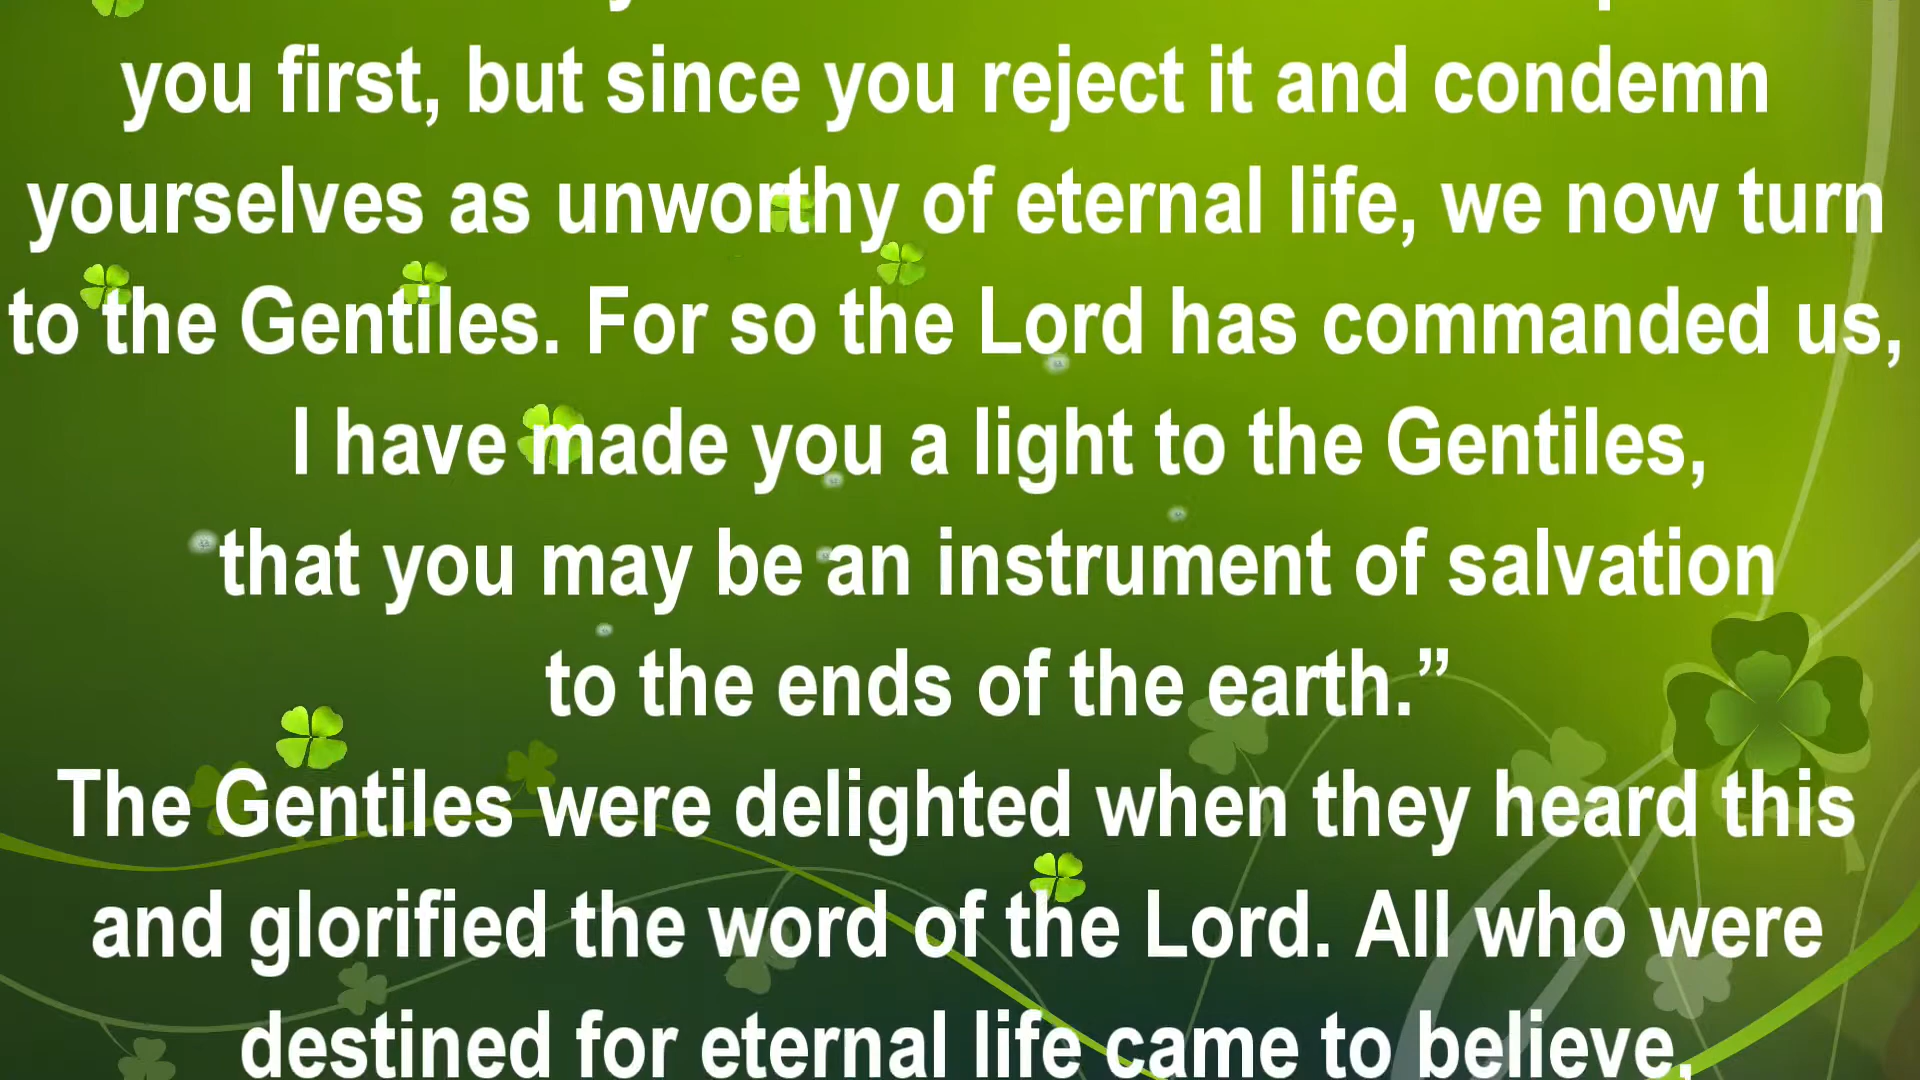 you first, but since you reject it and condemn
yourselves as unworthy of eternal life, we now turn
to the Gentiles. For so the Lord has commanded us,
I have made you a light to the Gentiles,
that you may be an instrument of salvation
to the ends of the earth.”
The Gentiles were delighted when they heard this
and glorified the word of the Lord. All who were
destined for eternal life came to believe,